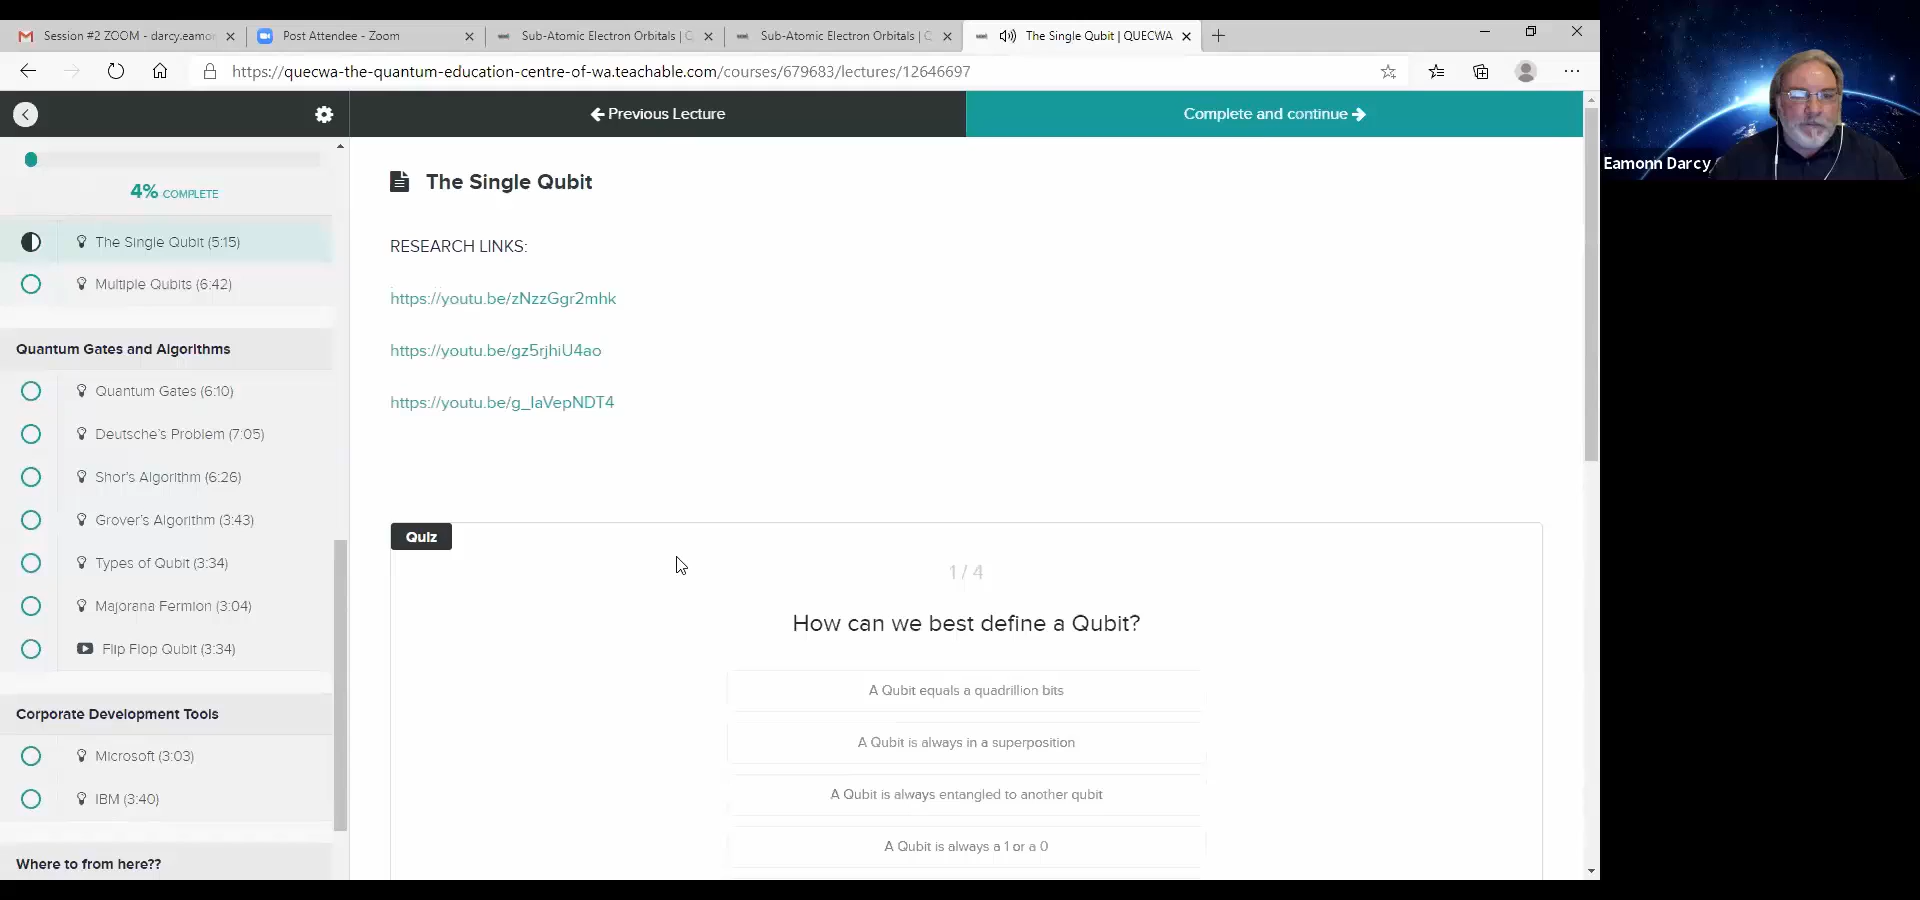 Session #2 ZOOM - darcy.eamo
Post Attendee - Zoom
Sub-Atomic Electron Orbitals | Q
Sub-Atomic Electron Orbitals | Q
The Single Qubit | QUECWA
https://quecwa-the-quantum-education-centre-of-wa.teachable.com/courses/679683/lectures/12646697
Previous Lecture
Complete and continue
4% COMPLETE
The Single Qubit (5:15)
Multiple Qubits (6:42)
Quantum Gates and Algorithms
Quantum Gates (6:10)
Deutsche's Problem (7:05)
Shor's Algorithm (6:26)
Grover's Algorithm (3:43)
Types of Qubit (3:34)
Majorana Fermion (3:04)
Flip Flop Qubit (3:34)
Corporate Development Tools
Microsoft (3:03)
IBM (3:40)
Where to from here??
The Single Qubit
RESEARCH LINKS:
https://youtu.be/zNzzGgr2mhk
https://youtu.be/gz5rjhiU4ao
https://youtu.be/g_IaVepNDT4
Quiz
1 / 4
How can we best define a Qubit?
A Qubit equals a quadrillion bits
A Qubit is always in a superposition
A Qubit is always entangled to another qubit
A Qubit is always a 1 or a 0
Eamonn Darcy